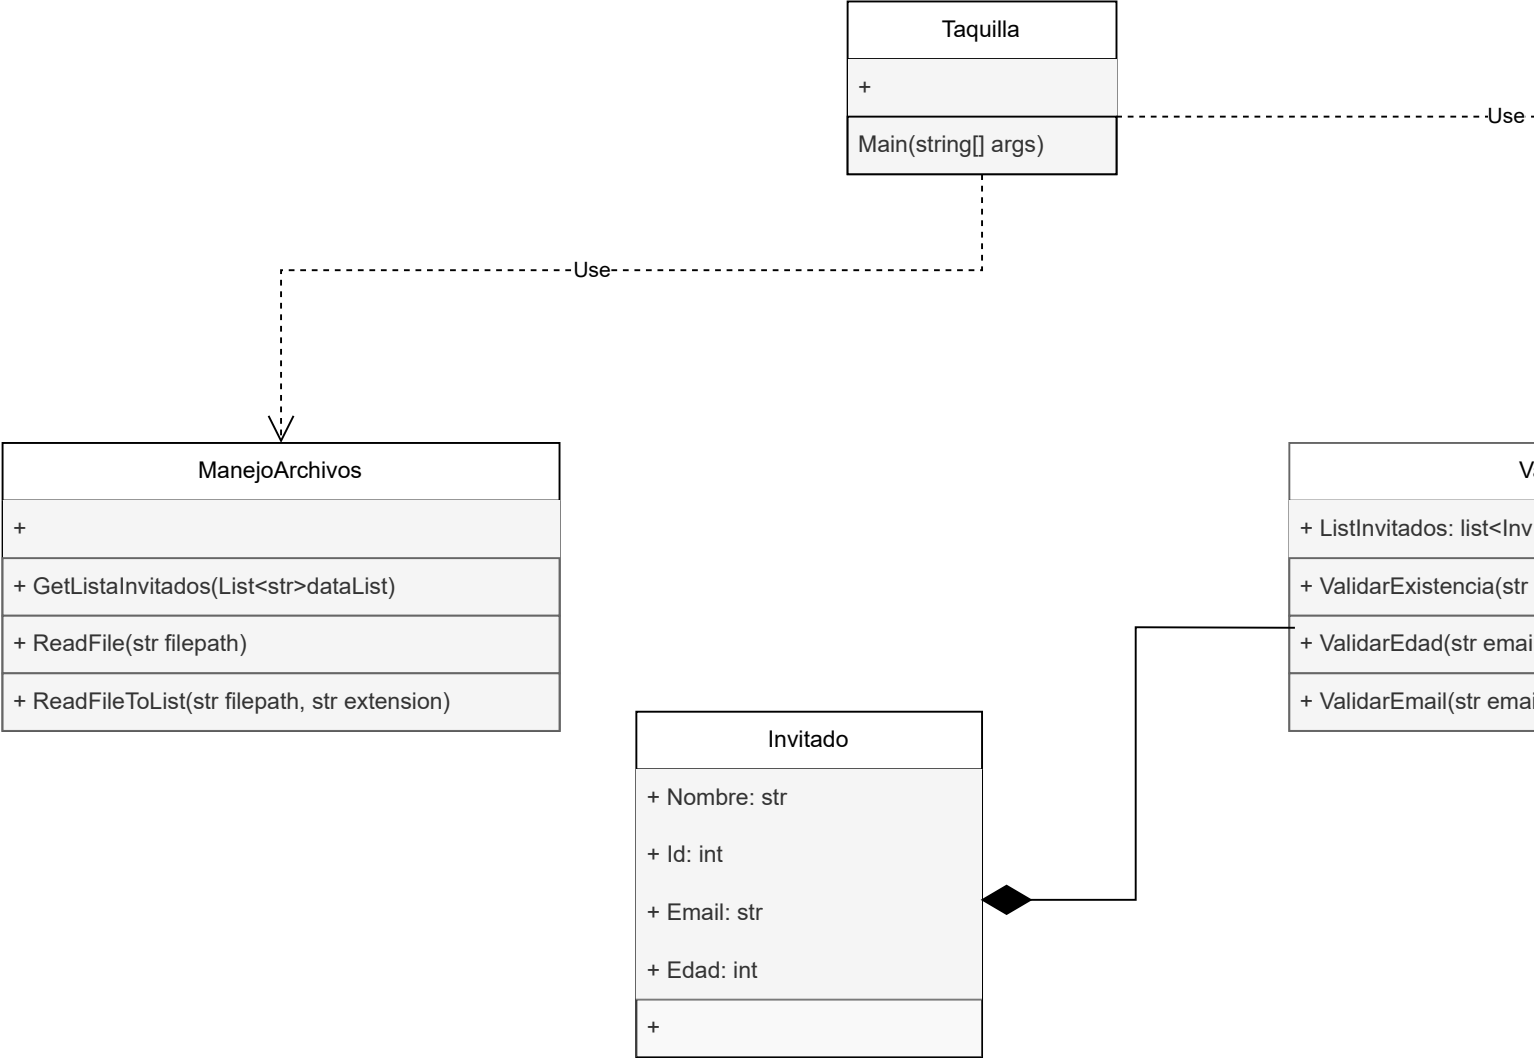 Taquilla
+
Main(string[] args)
Use
Use
ManejoArchivos
+
+ GetListaInvitados(List<str>dataList)
+ ReadFile(str filepath)
+ ReadFileToList(str filepath, str extension)
+ ListInvitados: list<Inv
+ ValidarExistencia(str
+ ValidarEdad(str emai
+ ValidarEmail(str emai
Invitado
+ Nombre: str
+ Id: int
+ Email: str
+ Edad: int
+